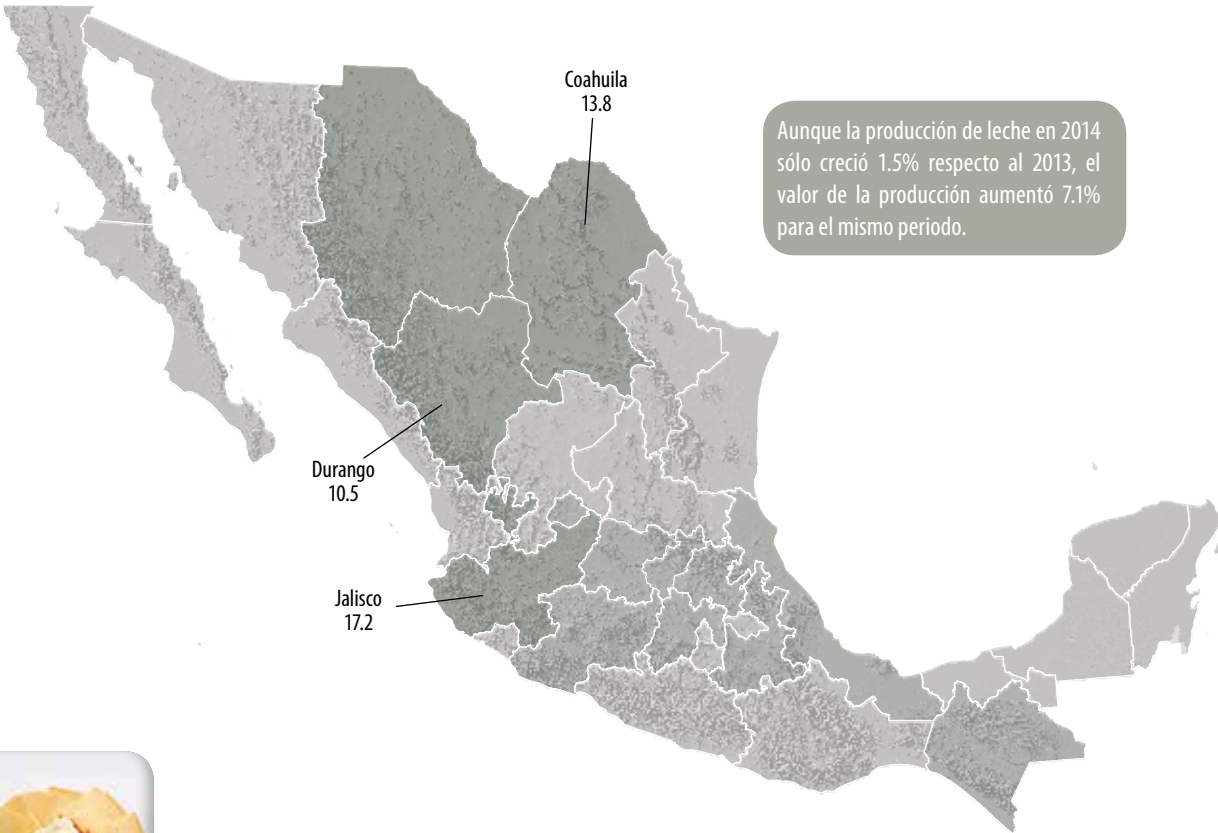 Coahuila
13.8
Aunque la producción de leche en 2014
sólo creció 1.5% respecto al 2013, el
valor de la producción aumentó 7.1%
para el mismo periodo.
Durango
10.5
Jalisco
17.2